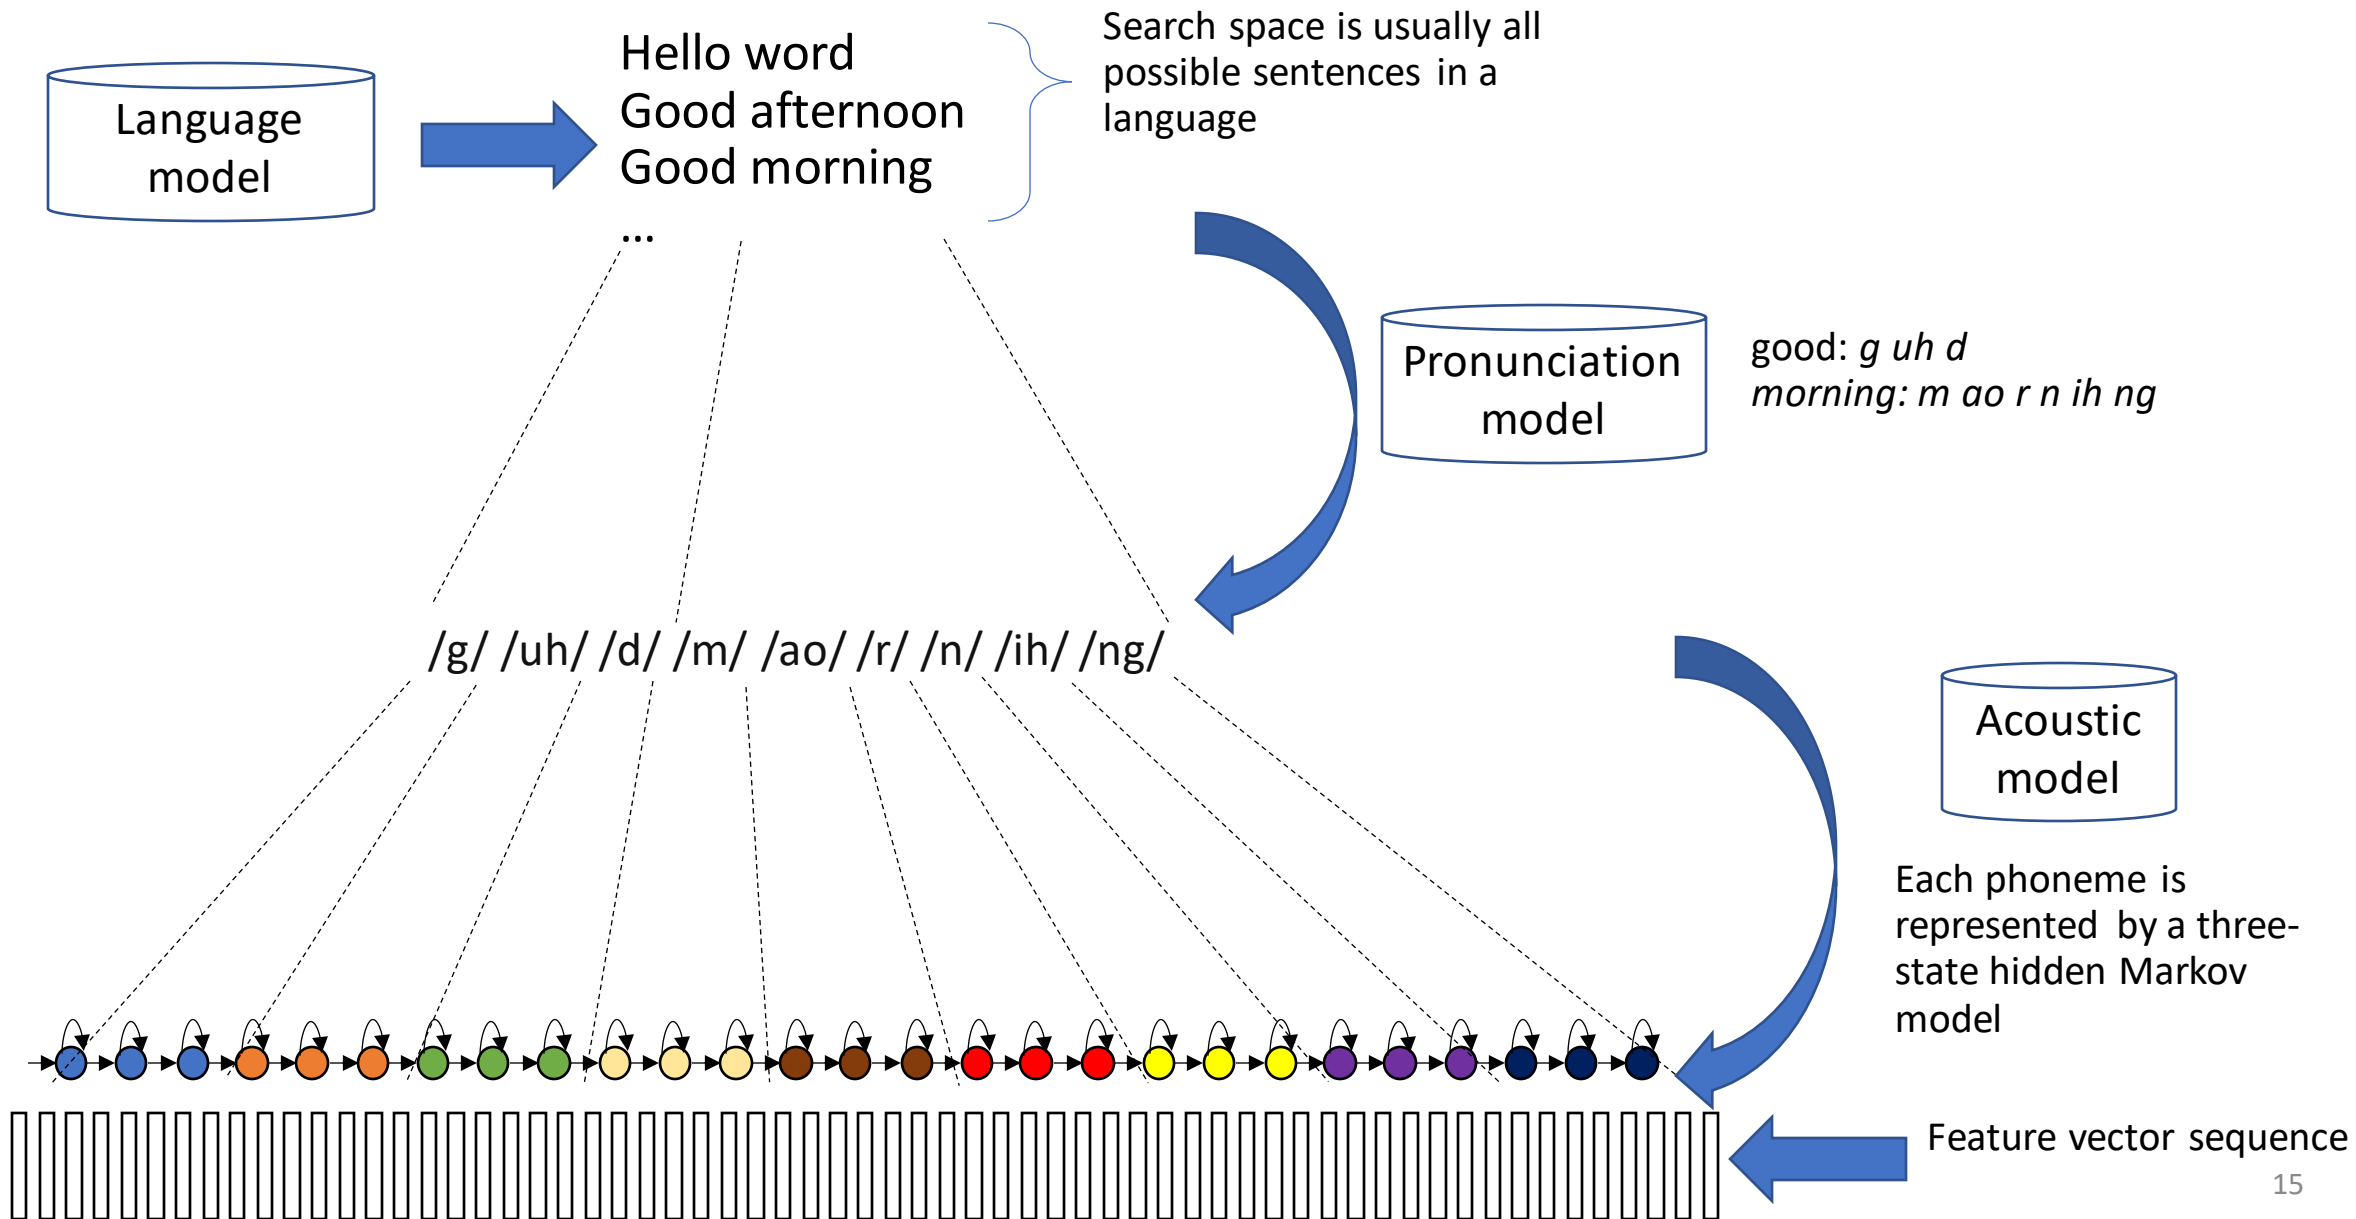 Language
model
Hello word
Good afternoon
Good morning
...
Search space is usually all
possible sentences in a
language
Pronunciation
model
good: g uh d
morning: m ao r n ih ng
/g/ /uh/ /d/ /m/ /ao/ /r/ /n/ /ih/ /ng/
Acoustic
model
Each phoneme is
represented by a three-
state hidden Markov
model
Feature vector sequence
15